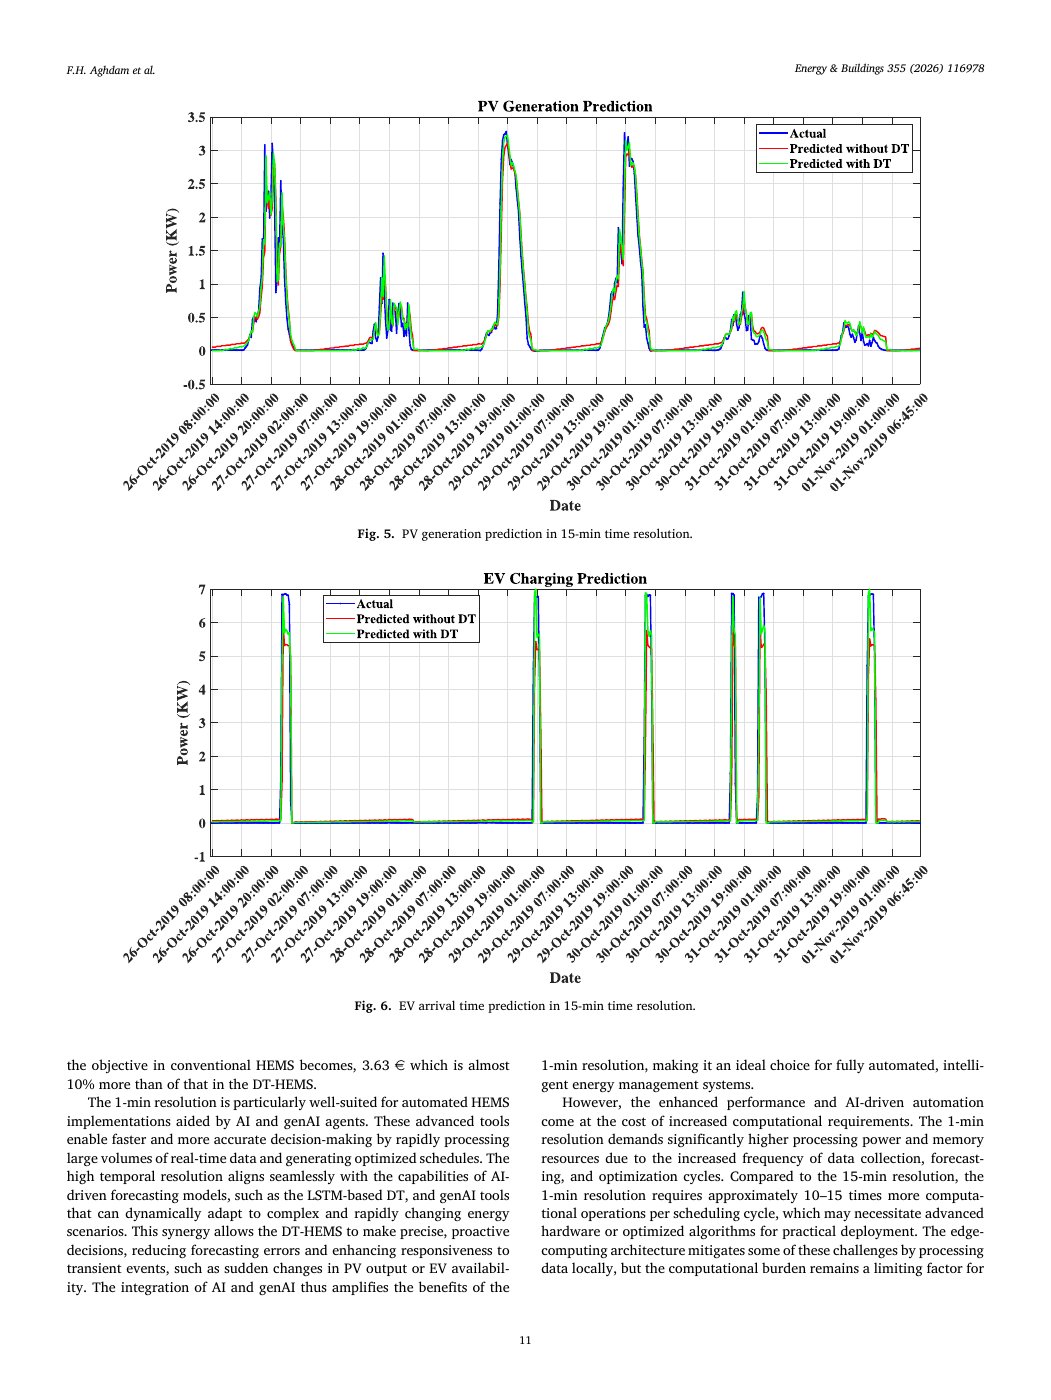 F.H. Aghdam et al.
Energy & Buildings 355 (2026) 116978
PV Generation Prediction
3.5
3
2.5
2
1.5
1
0.5
0
-0.5
Power (KW)
Actual
Predicted without DT
Predicted with DT
26-Oct-2019 08:00:00
26-Oct-2019 14:00:00
26-Oct-2019 20:00:00
27-Oct-2019 02:00:00
27-Oct-2019 07:00:00
27-Oct-2019 13:00:00
27-Oct-2019 19:00:00
28-Oct-2019 01:00:00
28-Oct-2019 07:00:00
28-Oct-2019 13:00:00
28-Oct-2019 19:00:00
29-Oct-2019 01:00:00
29-Oct-2019 07:00:00
29-Oct-2019 13:00:00
29-Oct-2019 19:00:00
30-Oct-2019 01:00:00
30-Oct-2019 07:00:00
30-Oct-2019 13:00:00
30-Oct-2019 19:00:00
31-Oct-2019 01:00:00
31-Oct-2019 07:00:00
31-Oct-2019 13:00:00
31-Oct-2019 19:00:00
01-Nov-2019 01:00:00
01-Nov-2019 06:45:00
Date
Fig. 5. PV generation prediction in 15-min time resolution.
EV Charging Prediction
7
6
5
4
3
2
1
0
-1
Power (KW)
Actual
Predicted without DT
Predicted with DT
26-Oct-2019 08:00:00
26-Oct-2019 14:00:00
26-Oct-2019 20:00:00
27-Oct-2019 02:00:00
27-Oct-2019 07:00:00
27-Oct-2019 13:00:00
27-Oct-2019 19:00:00
28-Oct-2019 01:00:00
28-Oct-2019 07:00:00
28-Oct-2019 13:00:00
28-Oct-2019 19:00:00
29-Oct-2019 01:00:00
29-Oct-2019 07:00:00
29-Oct-2019 13:00:00
29-Oct-2019 19:00:00
30-Oct-2019 01:00:00
30-Oct-2019 07:00:00
30-Oct-2019 13:00:00
30-Oct-2019 19:00:00
31-Oct-2019 01:00:00
31-Oct-2019 07:00:00
31-Oct-2019 13:00:00
31-Oct-2019 19:00:00
01-Nov-2019 01:00:00
01-Nov-2019 06:45:00
Date
Fig. 6. EV arrival time prediction in 15-min time resolution.
the objective in conventional HEMS becomes, 3.63 € which is almost
10% more than of that in the DT-HEMS.
The 1-min resolution is particularly well-suited for automated HEMS
implementations aided by AI and genAI agents. These advanced tools
enable faster and more accurate decision-making by rapidly processing
large volumes of real-time data and generating optimized schedules. The
high temporal resolution aligns seamlessly with the capabilities of AI-
driven forecasting models, such as the LSTM-based DT, and genAI tools
that can dynamically adapt to complex and rapidly changing energy
scenarios. This synergy allows the DT-HEMS to make precise, proactive
decisions, reducing forecasting errors and enhancing responsiveness to
transient events, such as sudden changes in PV output or EV availabil-
ity. The integration of AI and genAI thus amplifies the benefits of the
1-min resolution, making it an ideal choice for fully automated, intelli-
gent energy management systems.
However, the enhanced performance and AI-driven automation
come at the cost of increased computational requirements. The 1-min
resolution demands significantly higher processing power and memory
resources due to the increased frequency of data collection, forecast-
ing, and optimization cycles. Compared to the 15-min resolution, the
1-min resolution requires approximately 10–15 times more computa-
tional operations per scheduling cycle, which may necessitate advanced
hardware or optimized algorithms for practical deployment. The edge-
computing architecture mitigates some of these challenges by processing
data locally, but the computational burden remains a limiting factor for
11